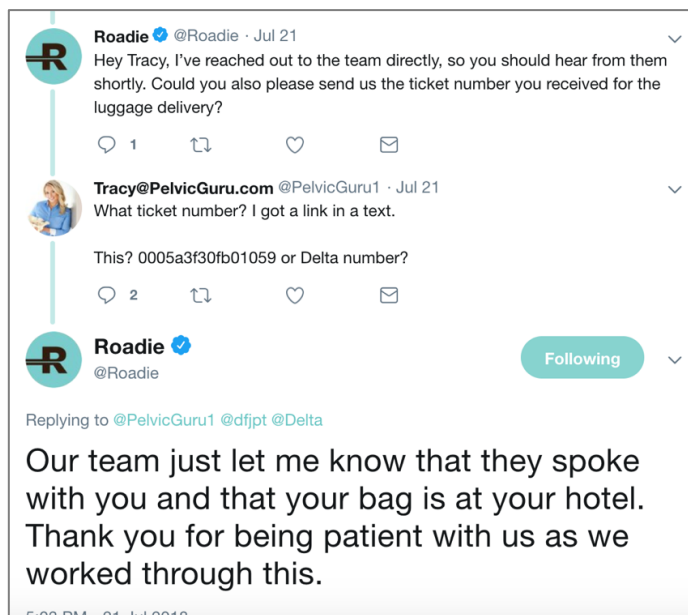 Roadie @Roadie · Jul 21
Hey Tracy, I've reached out to the team directly, so you should hear from them
shortly. Could you also please send us the ticket number you received for the
luggage delivery?
1
Tracy@PelvicGuru.com @PelvicGuru1 · Jul 21
What ticket number? I got a link in a text.
This? 0005a3f30fb01059 or Delta number?
2
Roadie
@Roadie
Following
Replying to @PelvicGuru1 @dfjpt @Delta
Our team just let me know that they spoke
with you and that your bag is at your hotel.
Thank you for being patient with us as we
worked through this.